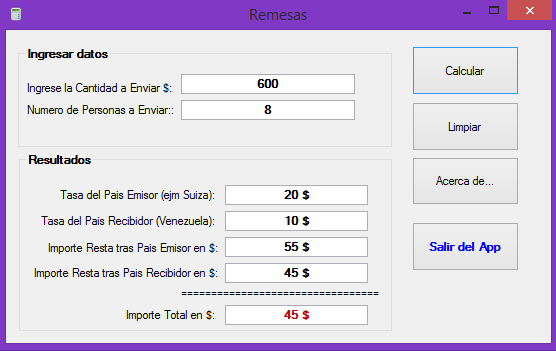 Remesas
Ingresar datos
Ingrese la Cantidad a Enviar $: 600
Numero de Personas a Enviar:: 8
Calcular
Limpiar
Acerca de...
Salir del App
Resultados
Tasa del Pais Emisor (ejm Suiza): 20 $
Tasa del Pais Recibidor (Venezuela): 10 $
Importe Resta tras Pais Emisor en $: 55 $
Importe Resta tras Pais Recibidor en $: 45 $
=================================
Importe Total en $: 45 $